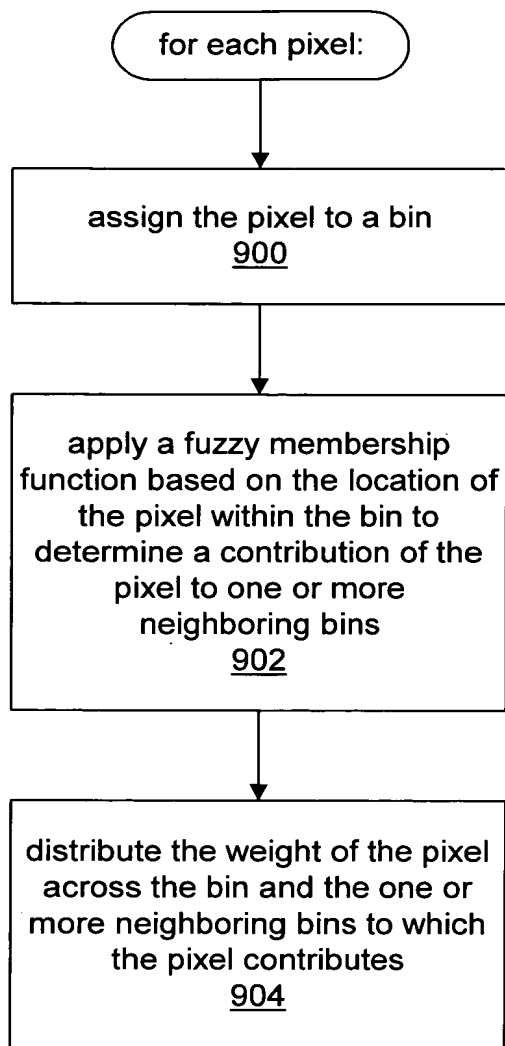 for each pixel:
assign the pixel to a bin
900
apply a fuzzy membership
function based on the location of
the pixel within the bin to
determine a contribution of the
pixel to one or more
neighboring bins
902
distribute the weight of the pixel
across the bin and the one or
more neighboring bins to which
the pixel contributes
904